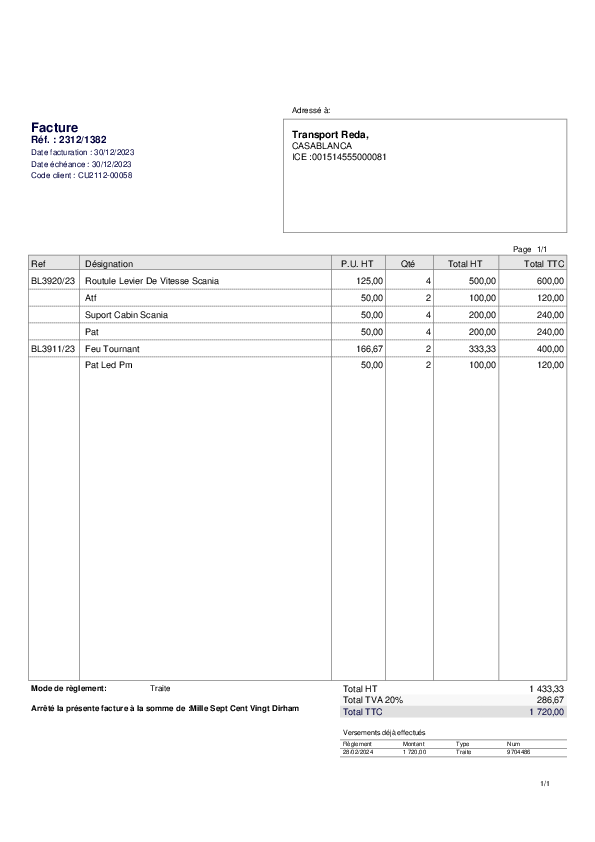 Adressé à:
Facture
Réf. : 2312/1382
Date facturation : 30/12/2023
Date échéance : 30/12/2023
Code client : CU2112-00058
Transport Reda,
CASABLANCA
ICE :001514555000081
Page 1/1
Ref Désignation P.U. HT Qté Total HT Total TTC
BL3920/23 Routule Levier De Vitesse Scania 125,00 4 500,00 600,00
Atf 50,00 2 100,00 120,00
Suport Cabin Scania 50,00 4 200,00 240,00
Pat 50,00 4 200,00 240,00
BL3911/23 Feu Tournant 166,67 2 333,33 400,00
Pat Led Pm 50,00 2 100,00 120,00
Mode de règlement: Traite
Arrêté la présente facture à la somme de :Mille Sept Cent Vingt Dirham
Total HT 1 433,33
Total TVA 20% 286,67
Total TTC 1 720,00
Versements déjà effectués
Règlement Montant Type Num
28/02/2024 1 720,00 Traite 9704486
1/1